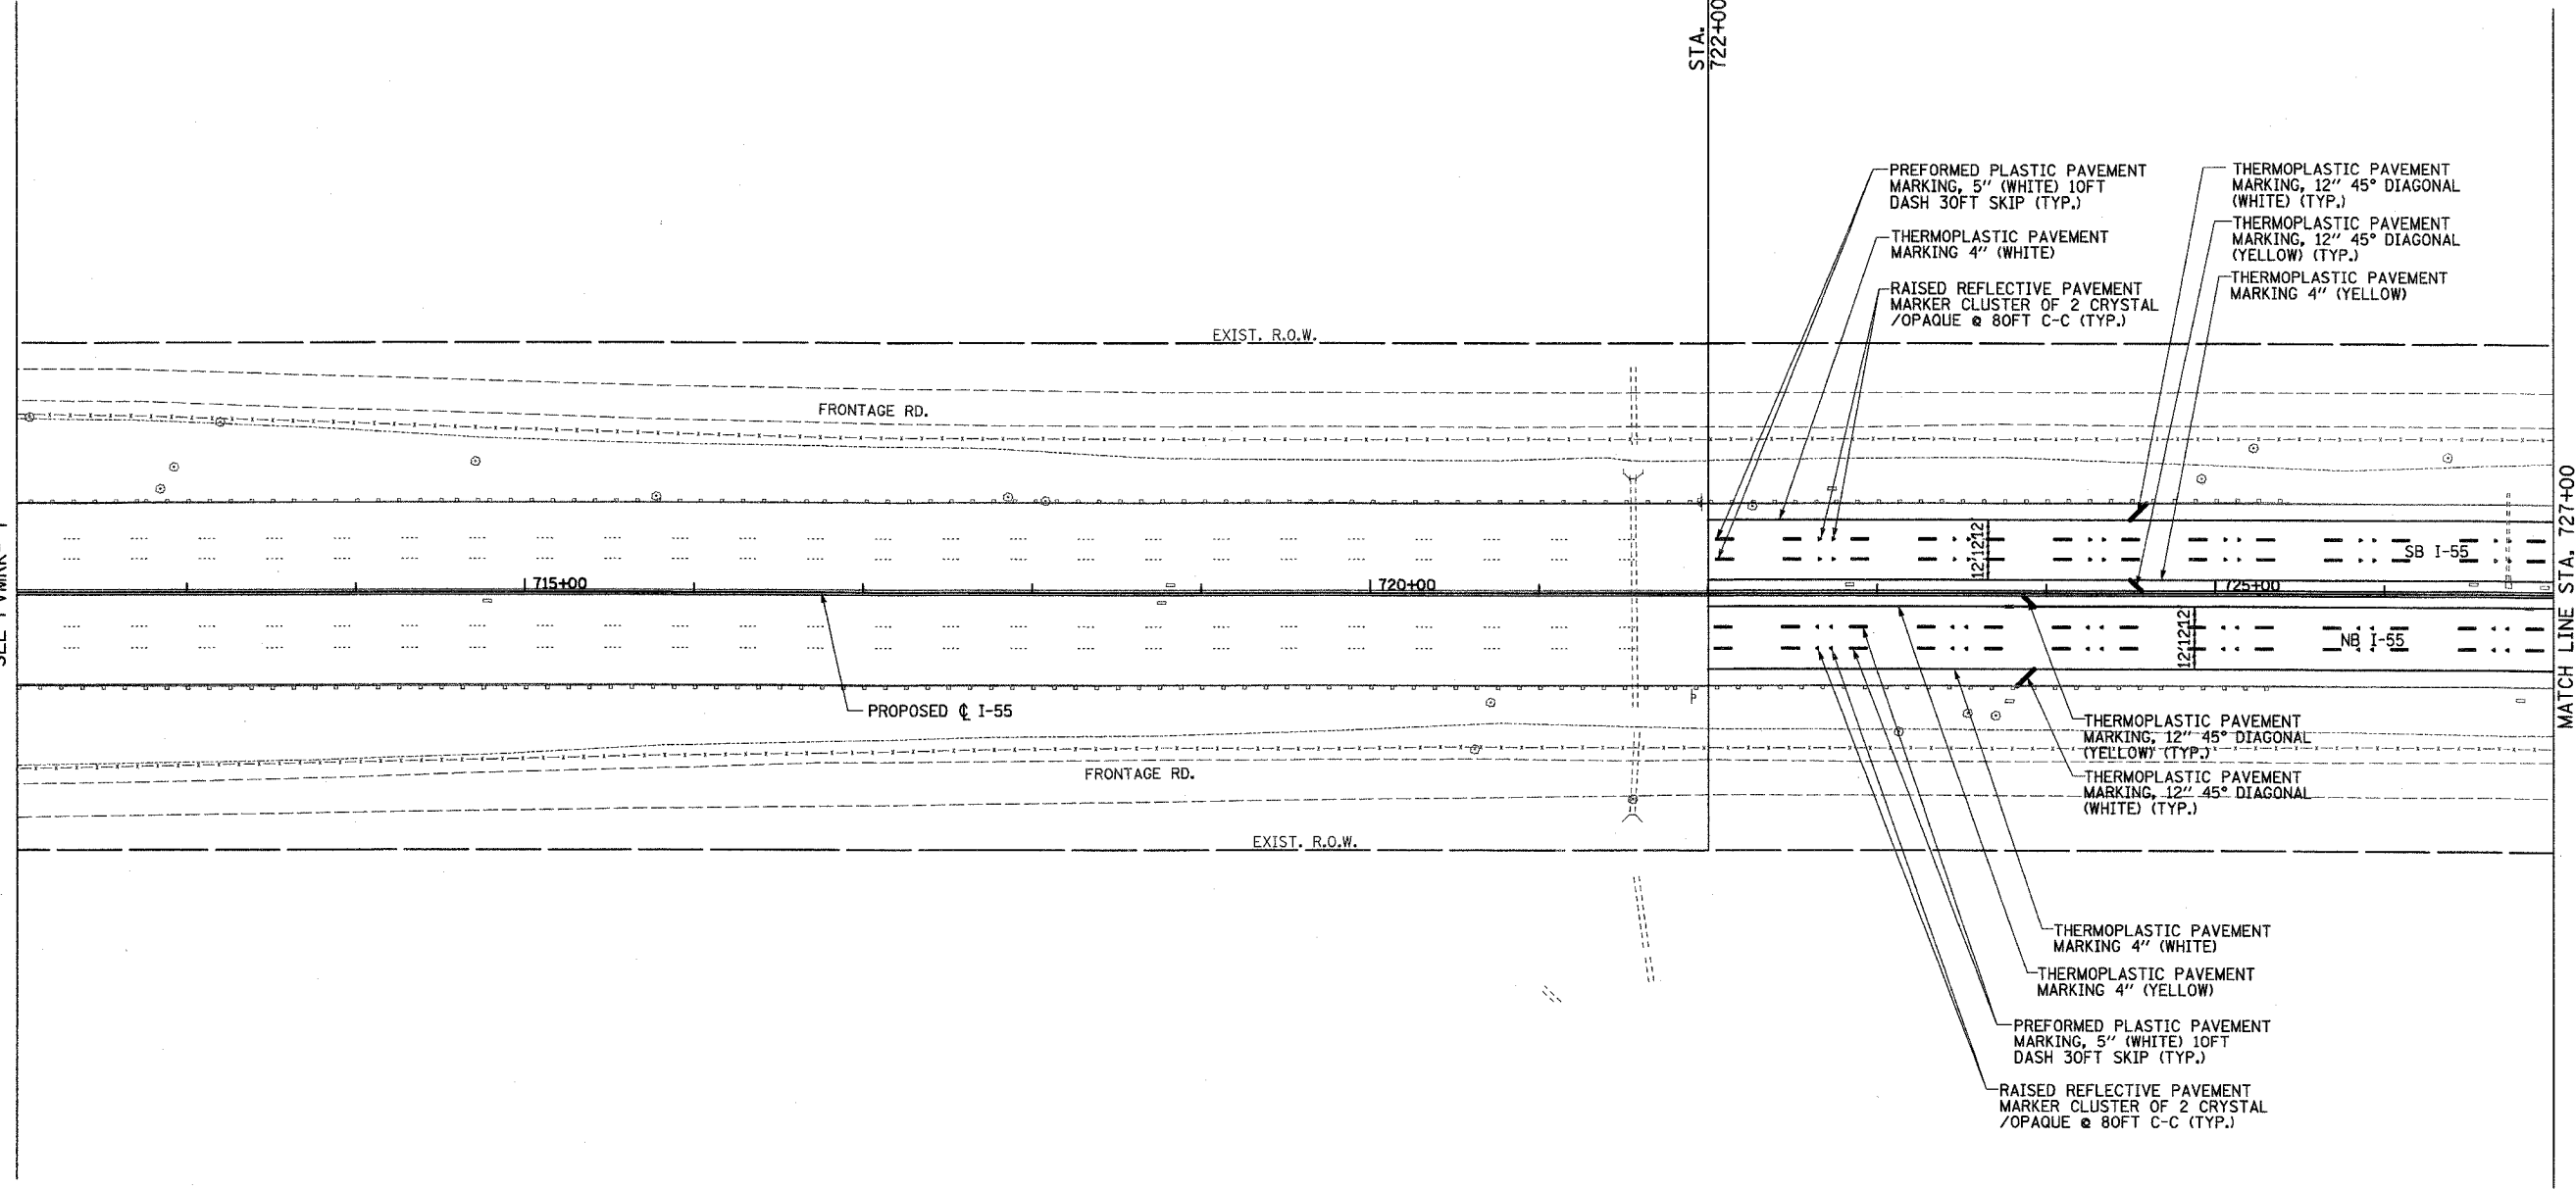 STA.
722+00
PREFORMED PLASTIC PAVEMENT
MARKING, 5" (WHITE) 10FT
DASH 30FT SKIP (TYP.)
THERMOPLASTIC PAVEMENT
MARKING 4" (WHITE)
RAISED REFLECTIVE PAVEMENT
MARKER CLUSTER OF 2 CRYSTAL
/OPAQUE @ 80FT C-C (TYP.)
THERMOPLASTIC PAVEMENT
MARKING, 12" 45° DIAGONAL
(WHITE) (TYP.)
THERMOPLASTIC PAVEMENT
MARKING, 12" 45° DIAGONAL
(YELLOW) (TYP.)
THERMOPLASTIC PAVEMENT
MARKING 4" (YELLOW)
EXIST. R.O.W.
FRONTAGE RD.
MATCH LINE STA. 727+00
12'12'12'
SB I-55
715+00
720+00
725+00
12'12'12'
NB I-55
PROPOSED ℄ I-55
THERMOPLASTIC PAVEMENT
MARKING, 12" 45° DIAGONAL
(YELLOW) (TYP.)
THERMOPLASTIC PAVEMENT
MARKING, 12" 45° DIAGONAL
(WHITE) (TYP.)
FRONTAGE RD.
EXIST. R.O.W.
THERMOPLASTIC PAVEMENT
MARKING 4" (WHITE)
THERMOPLASTIC PAVEMENT
MARKING 4" (YELLOW)
PREFORMED PLASTIC PAVEMENT
MARKING, 5" (WHITE) 10FT
DASH 30FT SKIP (TYP.)
RAISED REFLECTIVE PAVEMENT
MARKER CLUSTER OF 2 CRYSTAL
/OPAQUE @ 80FT C-C (TYP.)